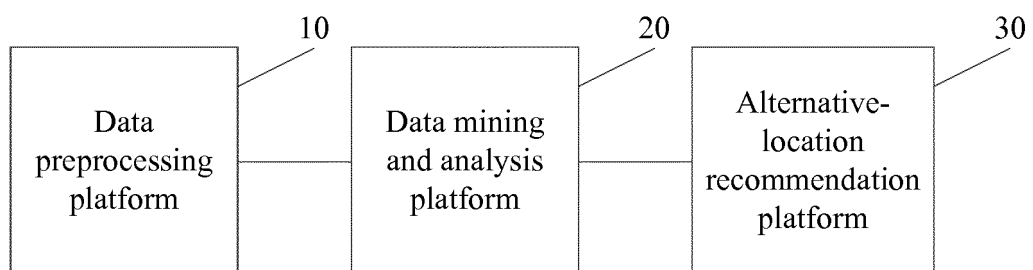 10
20
30
Data
preprocessing
platform
Data mining
and analysis
platform
Alternative-
location
recommendation
platform